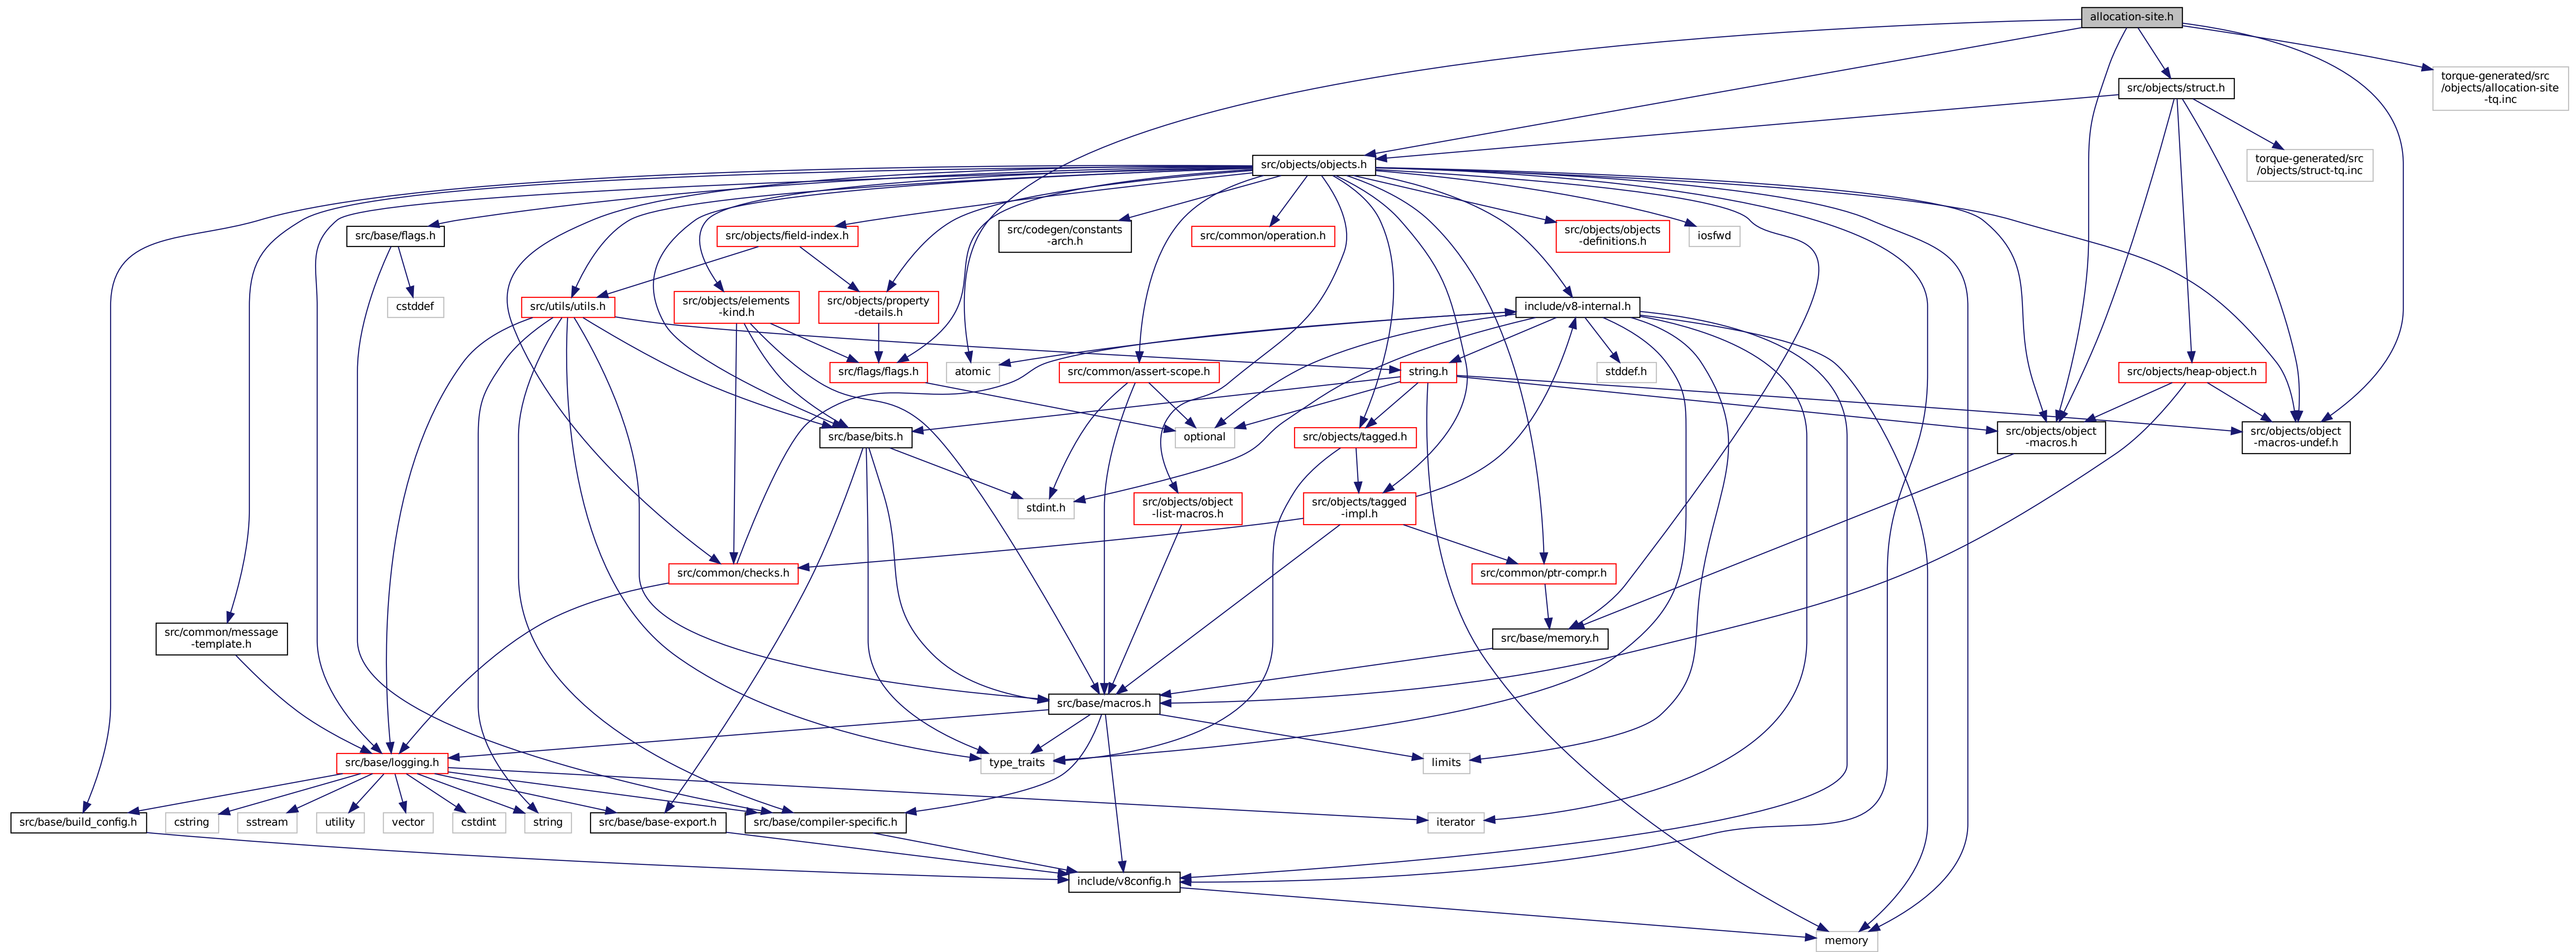 allocation-site.h
torque-generated/src
/objects/allocation-site
-tq.inc
src/objects/struct.h
src/objects/objects.h
torque-generated/src
/objects/struct-tq.inc
src/base/flags.h
src/objects/field-index.h
src/codegen/constants
-arch.h
src/common/operation.h
src/objects/objects
-definitions.h
iosfwd
cstddef
src/utils/utils.h
src/objects/elements
-kind.h
src/objects/property
-details.h
include/v8-internal.h
src/flags/flags.h
atomic
src/common/assert-scope.h
string.h
stddef.h
src/objects/heap-object.h
src/base/bits.h
optional
src/objects/tagged.h
src/objects/object
-macros.h
src/objects/object
-macros-undef.h
stdint.h
src/objects/object
-list-macros.h
src/objects/tagged
-impl.h
src/common/checks.h
src/common/ptr-compr.h
src/common/message
-template.h
src/base/memory.h
src/base/macros.h
src/base/logging.h
type_traits
limits
src/base/build_config.h
cstring
sstream
utility
vector
cstdint
string
src/base/base-export.h
src/base/compiler-specific.h
iterator
include/v8config.h
memory